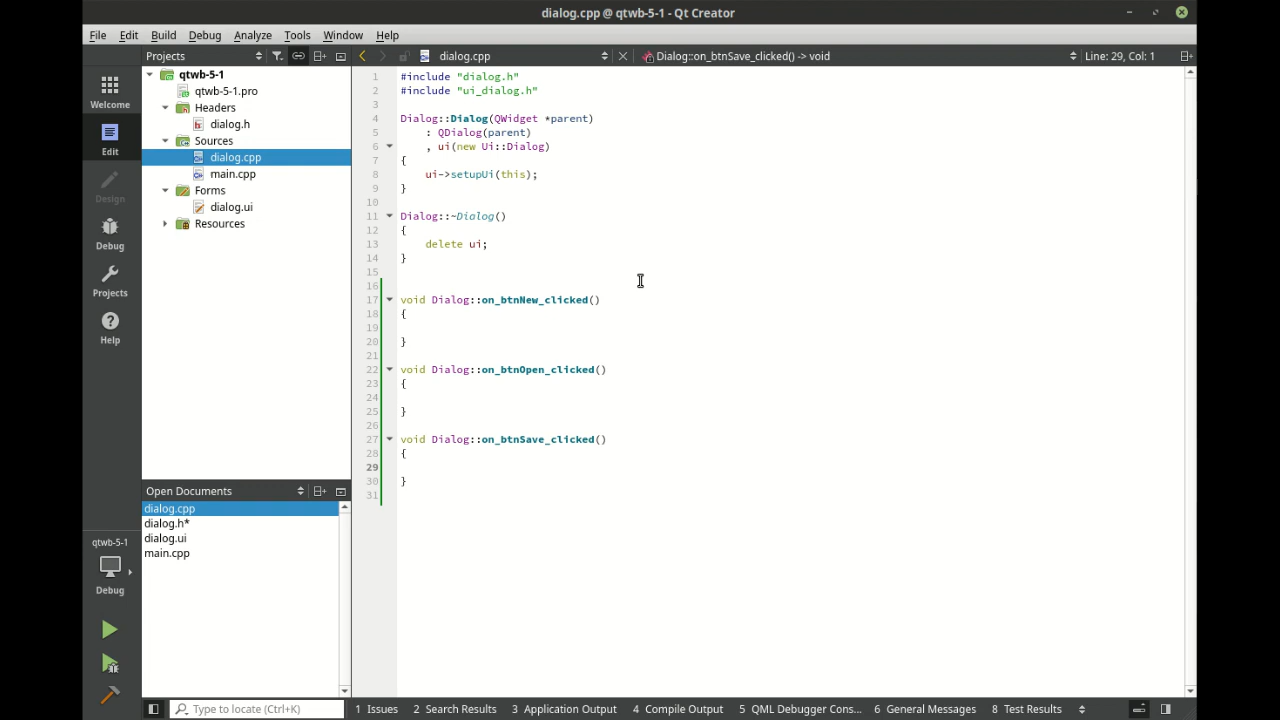 dialog.cpp @ qtwb-5-1 - Qt Creator
File Edit Build Debug Analyze Tools Window Help
Projects dialog.cpp Dialog::on_btnSave_clicked() -> void Line: 29, Col: 1
Welcome
Edit
Design
Debug
Projects
Help
qtwb-5-1
qtwb-5-1.pro
Headers
dialog.h
Sources
dialog.cpp
main.cpp
Forms
dialog.ui
Resources
1 #include "dialog.h"
2 #include "ui_dialog.h"
3
4 Dialog::Dialog(QWidget *parent)
5 : QDialog(parent)
6 , ui(new Ui::Dialog)
7 {
8 ui->setupUi(this);
9 }
10
11 Dialog::~Dialog()
12 {
13 delete ui;
14 }
15
16
17 void Dialog::on_btnNew_clicked()
18 {
19
20 }
21
22 void Dialog::on_btnOpen_clicked()
23 {
24
25 }
26
27 void Dialog::on_btnSave_clicked()
28 {
29
30 }
31
Open Documents
dialog.cpp
dialog.h*
dialog.ui
main.cpp
qtwb-5-1
Debug
Type to locate (Ctrl+K) 1 Issues 2 Search Results 3 Application Output 4 Compile Output 5 QML Debugger Cons... 6 General Messages 8 Test Results